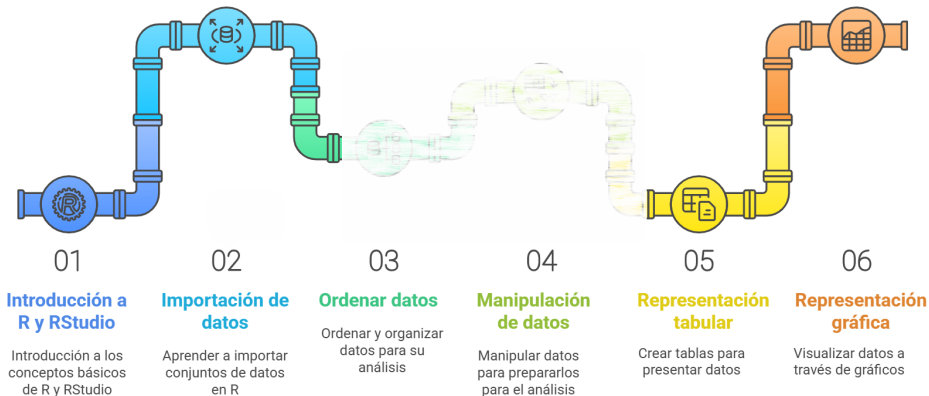 R
01
02
03
04
05
06
Introducción a
R y RStudio
Importación de
datos
Ordenar datos
Manipulación
de datos
Representación
tabular
Representación
gráfica
Introducción a los
conceptos básicos
de R y RStudio
Aprender a importar
conjuntos de datos
en R
Ordenar y organizar
datos para su
análisis
Manipular datos
para prepararlos
para el análisis
Crear tablas para
presentar datos
Visualizar datos a
través de gráficos